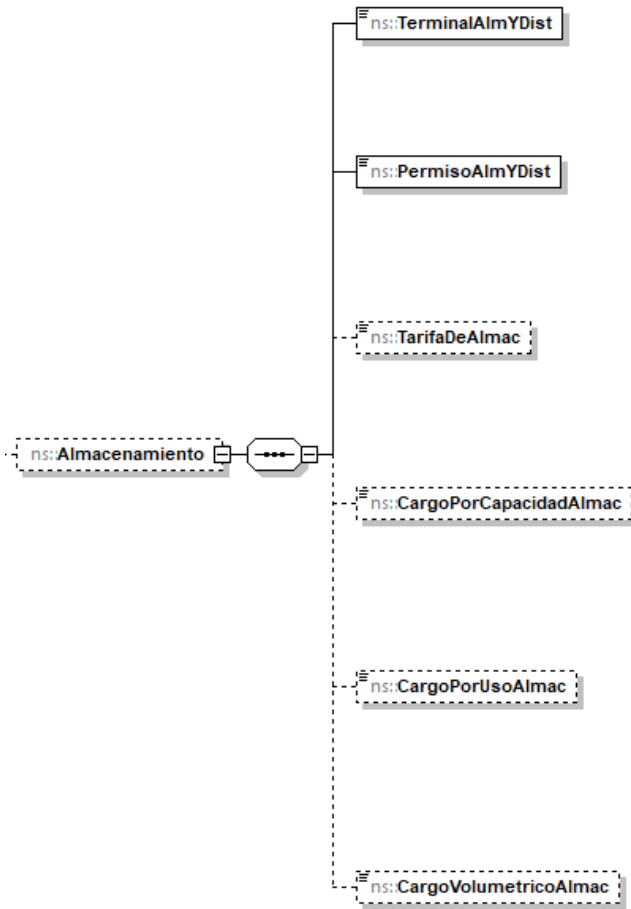 ns::TerminalAlmYDist
ns::PermisoAlmYDist
ns::TarifaDeAlmac
ns::Almacenamiento
ns::CargoPorCapacidadAlmac
ns::CargoPorUsoAlmac
ns::CargoVolumetricoAlmac